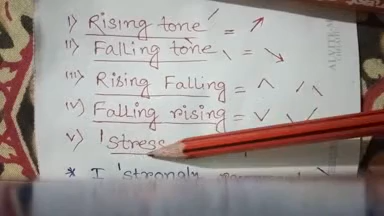 i) Rising tone ˊ = ↗
ii) Falling tone ˋ = ↘
iii) Rising Falling = ∧ ↗↘
iv) Falling rising = ∨ ↘↗
v) 'Stress
* I 'strongly